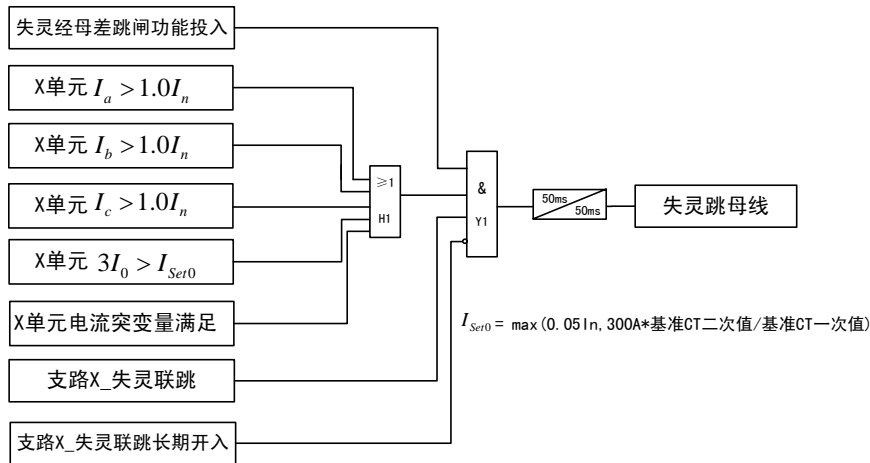 失灵经母差跳闸功能投入
X单元 I_a > 1.0I_n
X单元 I_b > 1.0I_n
X单元 I_c > 1.0I_n
X单元 3I_0 > I_{Set0}
X单元电流突变量满足
支路X_失灵联跳
支路X_失灵联跳长期开入
≥1
H1
&
Y1
50ms
50ms
失灵跳母线
I_{Set0} = max(0.05In,300A*基准CT二次值/基准CT一次值)